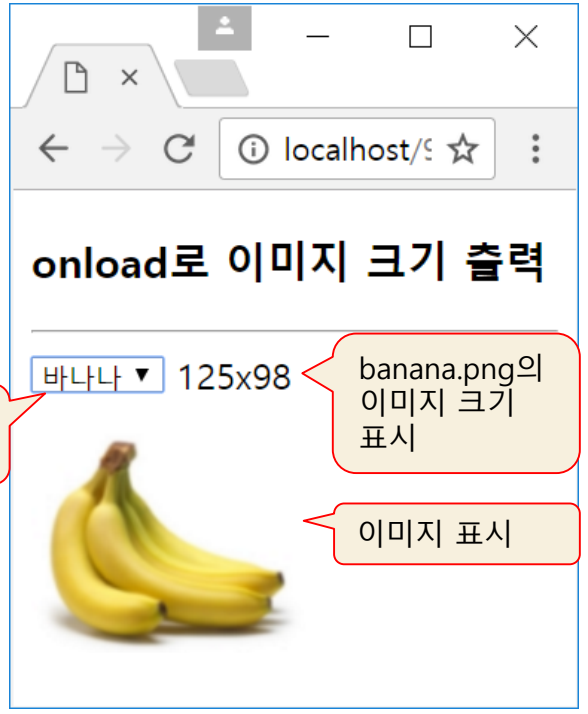 localhost/9
onload로 이미지 크기 출력
바나나 ▼ 125x98
banana.png의
이미지 크기
표시
이미지 표시